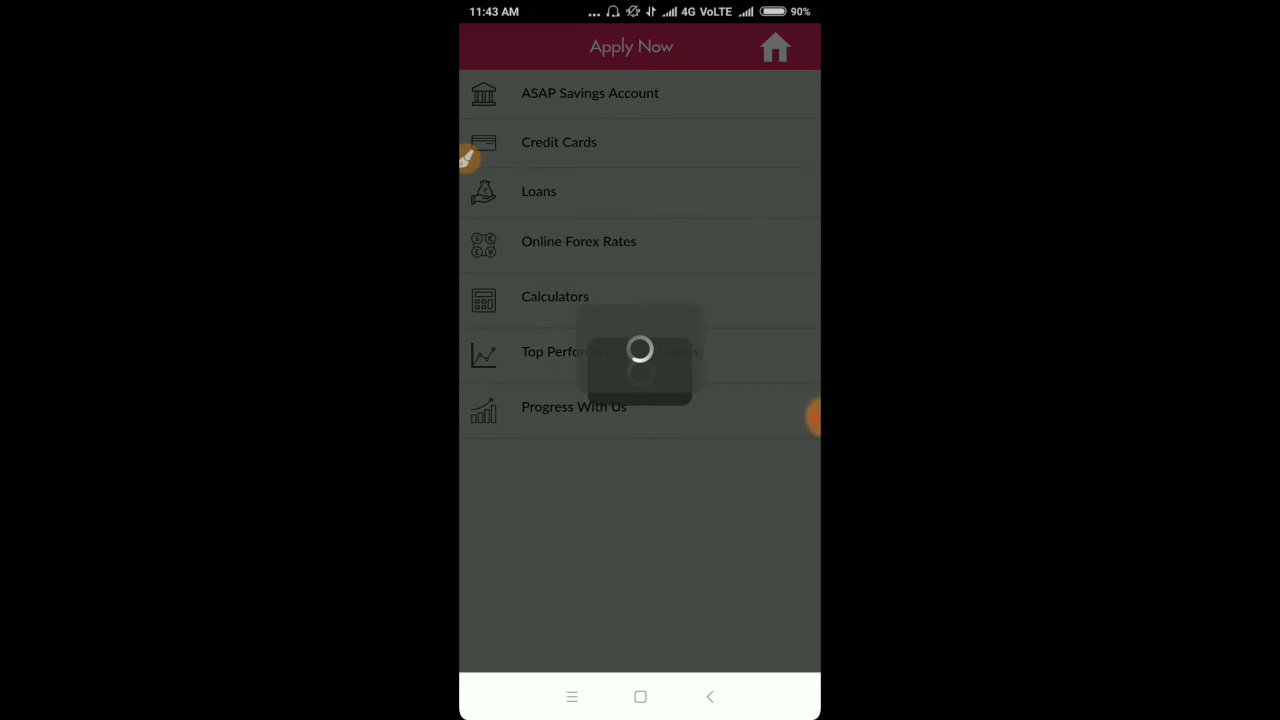 11:43 AM ... 4G VoLTE 90%
Apply Now
ASAP Savings Account
Credit Cards
Loans
Online Forex Rates
Calculators
Top
Progress With Us